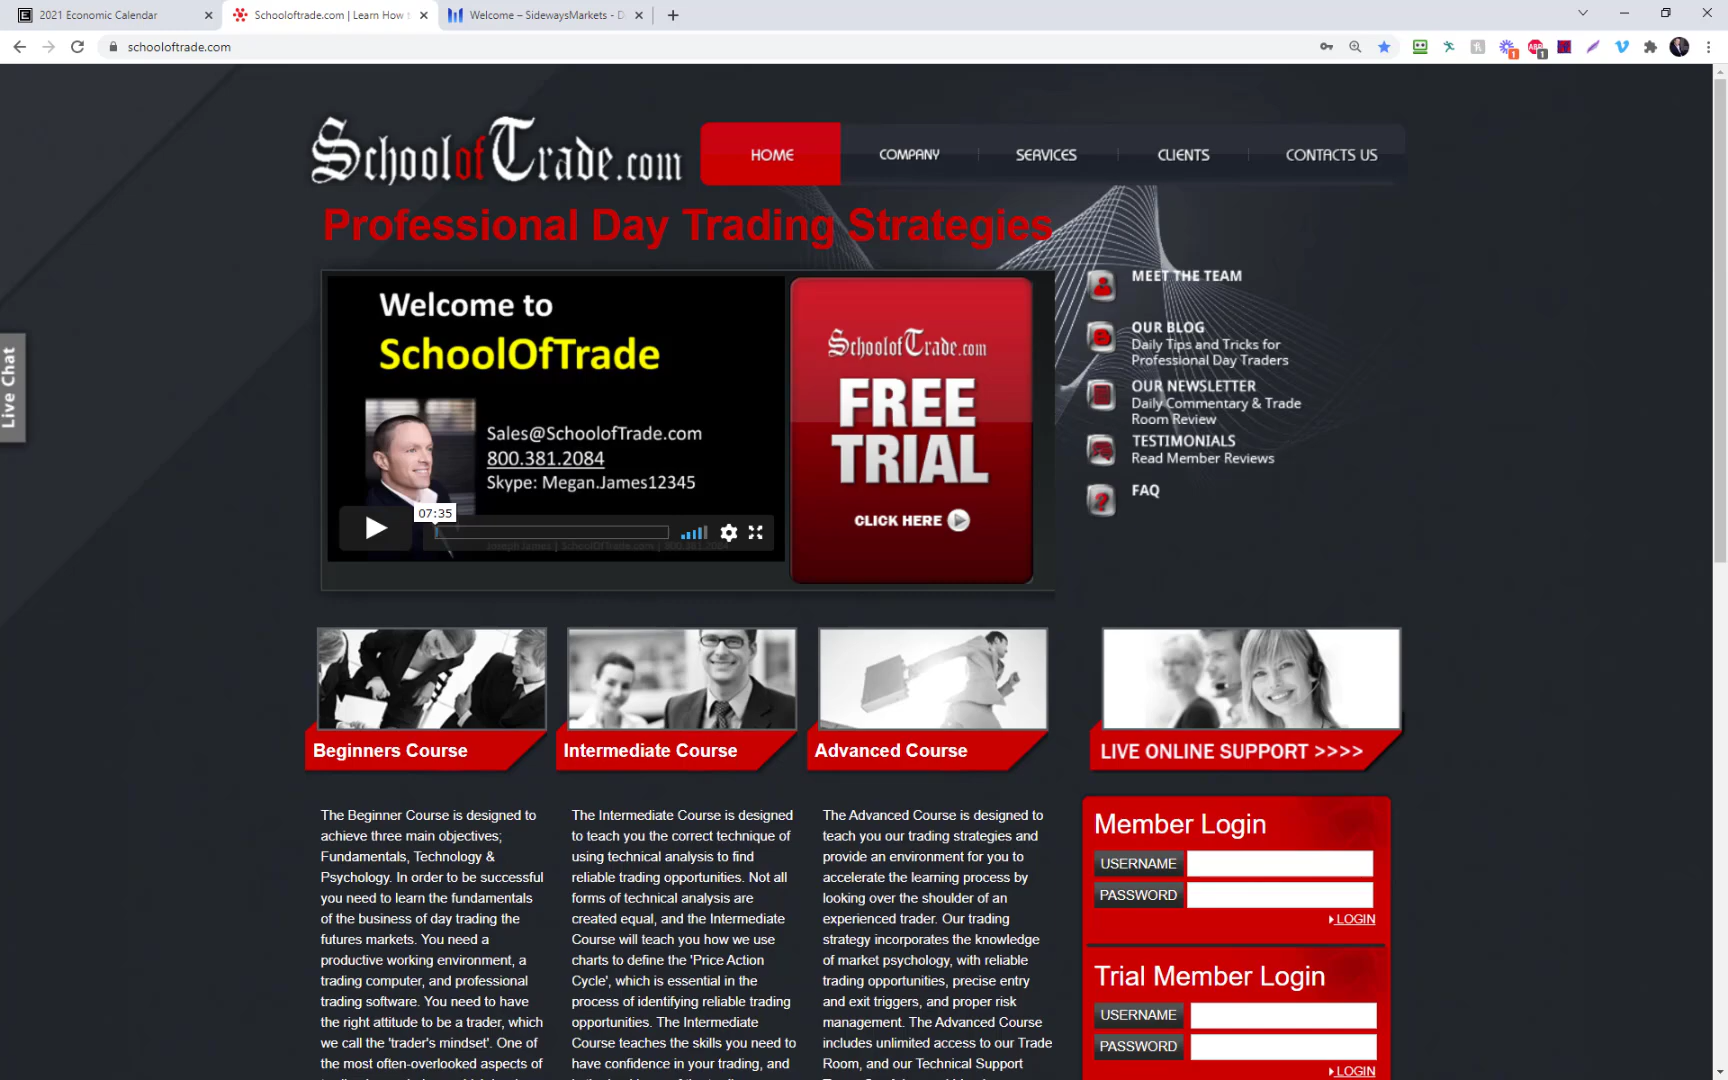 2021 Economic Calendar
Schooloftrade.com | Learn How t
Welcome – SidewaysMarkets - D
schooloftrade.com
SchoolofTrade.com
HOME
COMPANY
SERVICES
CLIENTS
CONTACTS US
Professional Day Trading Strategies
Live Chat
Welcome to
SchoolOfTrade
Sales@SchoolofTrade.com
800.381.2084
Skype: Megan.James12345
07:35
Joseph James | SchoolOfTrade.com | 800.381.2084
SchoolofTrade.com
FREE
TRIAL
CLICK HERE
MEET THE TEAM
OUR BLOG
Daily Tips and Tricks for
Professional Day Traders
OUR NEWSLETTER
Daily Commentary & Trade
Room Review
TESTIMONIALS
Read Member Reviews
FAQ
Beginners Course
Intermediate Course
Advanced Course
LIVE ONLINE SUPPORT >>>>
The Beginner Course is designed to
achieve three main objectives;
Fundamentals, Technology &
Psychology. In order to be successful
you need to learn the fundamentals
of the business of day trading the
futures markets. You need a
productive working environment, a
trading computer, and professional
trading software. You need to have
the right attitude to be a trader, which
we call the 'trader's mindset'. One of
the most often-overlooked aspects of
The Intermediate Course is designed
to teach you the correct technique of
using technical analysis to find
reliable trading opportunities. Not all
forms of technical analysis are
created equal, and the Intermediate
Course will teach you how we use
charts to define the 'Price Action
Cycle', which is essential in the
process of identifying reliable trading
opportunities. The Intermediate
Course teaches the skills you need to
have confidence in your trading, and
The Advanced Course is designed to
teach you our trading strategies and
provide an environment for you to
accelerate the learning process by
looking over the shoulder of an
experienced trader. Our trading
strategy incorporates the knowledge
of market psychology, with reliable
trading opportunities, precise entry
and exit triggers, and proper risk
management. The Advanced Course
includes unlimited access to our Trade
Room, and our Technical Support
Member Login
USERNAME
PASSWORD
LOGIN
Trial Member Login
USERNAME
PASSWORD
LOGIN